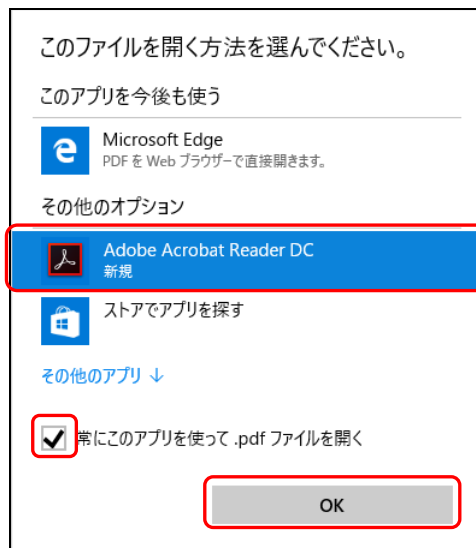 このファイルを開く方法を選んでください。
このアプリを今後も使う
Microsoft Edge
PDF を Web ブラウザーで直接開きます。
その他のオプション
Adobe Acrobat Reader DC
新規
ストアでアプリを探す
その他のアプリ ↓
常にこのアプリを使って .pdf ファイルを開く
OK